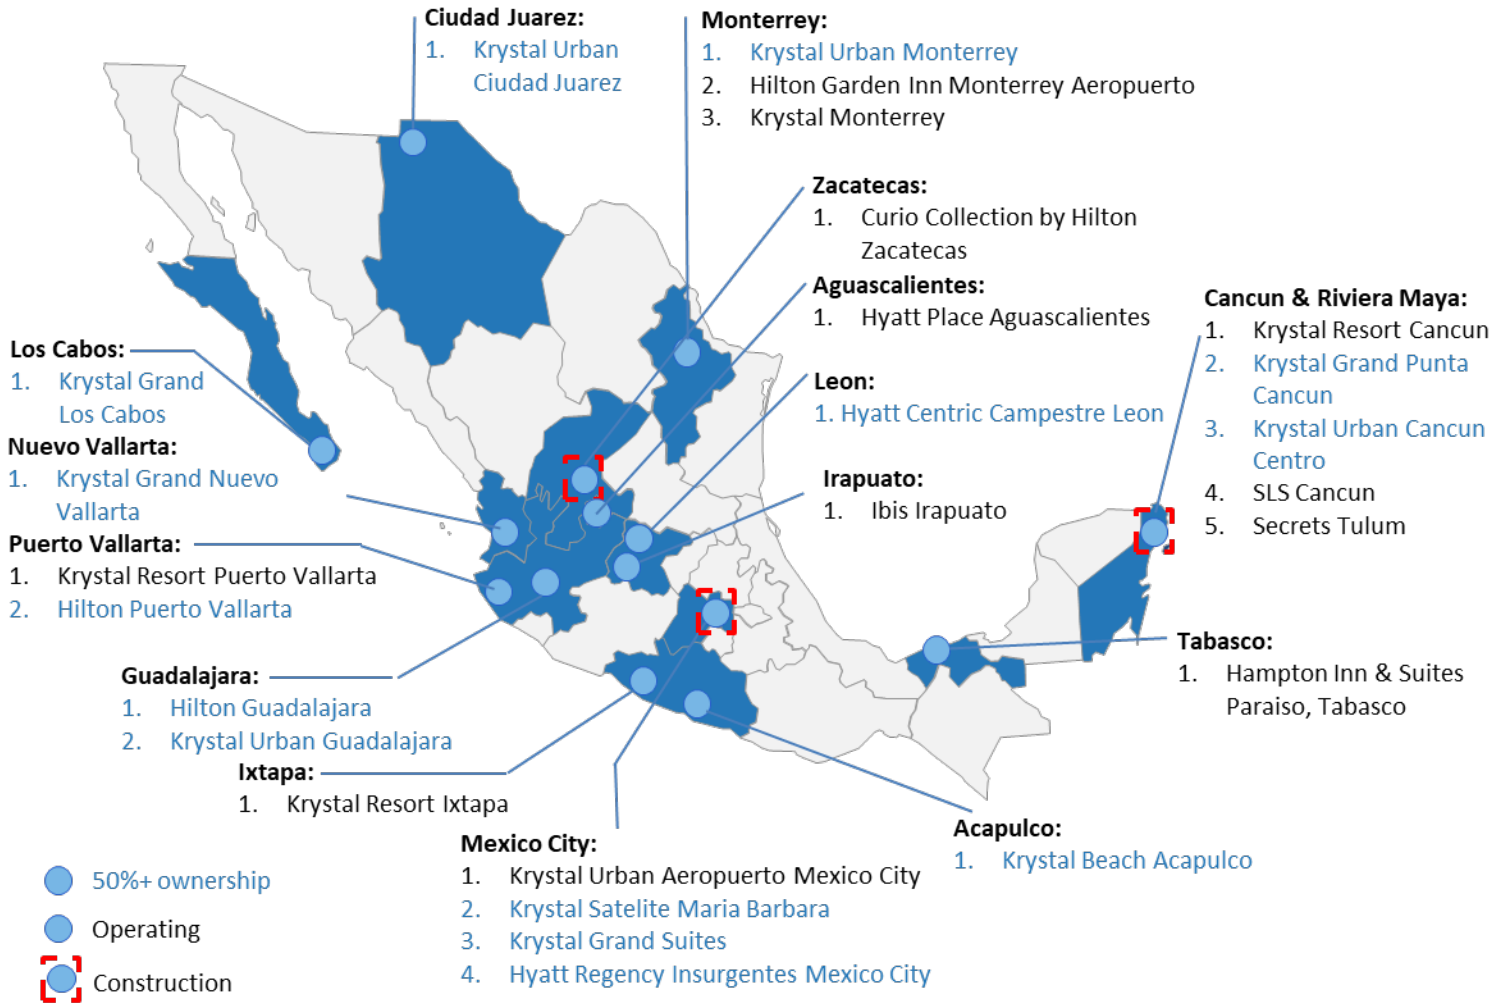 Ciudad Juarez:
1. Krystal Urban
Ciudad Juarez
Monterrey:
1. Krystal Urban Monterrey
2. Hilton Garden Inn Monterrey Aeropuerto
3. Krystal Monterrey
Zacatecas:
1. Curio Collection by Hilton
Zacatecas
Aguascalientes:
1. Hyatt Place Aguascalientes
Leon:
1. Hyatt Centric Campestre Leon
Irapuato:
1. Ibis Irapuato
Cancun & Riviera Maya:
1. Krystal Resort Cancun
2. Krystal Grand Punta
Cancun
3. Krystal Urban Cancun
Centro
4. SLS Cancun
5. Secrets Tulum
Los Cabos:
1. Krystal Grand
Los Cabos
Nuevo Vallarta:
1. Krystal Grand Nuevo
Vallarta
Puerto Vallarta:
1. Krystal Resort Puerto Vallarta
2. Hilton Puerto Vallarta
Guadalajara:
1. Hilton Guadalajara
2. Krystal Urban Guadalajara
Ixtapa:
1. Krystal Resort Ixtapa
Tabasco:
1. Hampton Inn & Suites
Paraiso, Tabasco
Mexico City:
1. Krystal Urban Aeropuerto Mexico City
2. Krystal Satelite Maria Barbara
3. Krystal Grand Suites
4. Hyatt Regency Insurgentes Mexico City
Acapulco:
1. Krystal Beach Acapulco
50%+ ownership
Operating
Construction